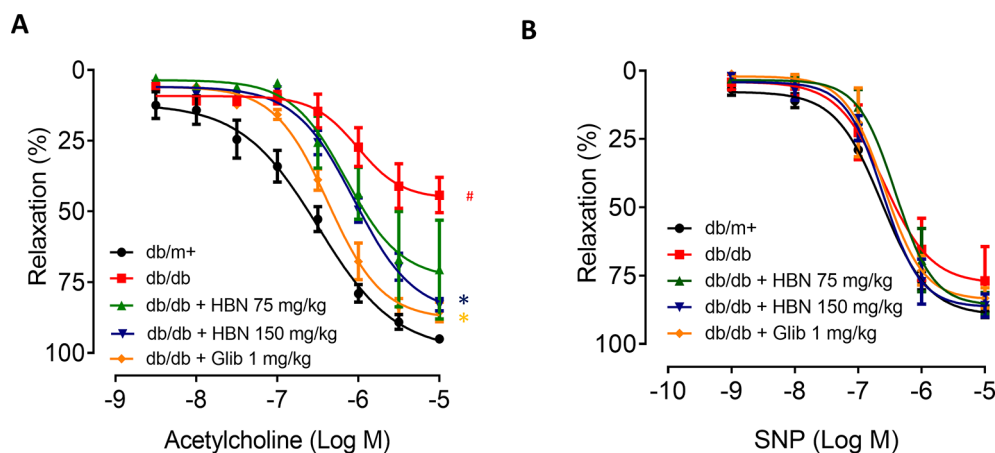 A
Relaxation (%)
0
25
50
75
100
db/m+
db/db
db/db + HBN 75 mg/kg
db/db + HBN 150 mg/kg
db/db + Glib 1 mg/kg
#
*
*
-9 -8 -7 -6 -5
Acetylcholine (Log M)
B
Relaxation (%)
0
25
50
75
100
db/m+
db/db
db/db + HBN 75 mg/kg
db/db + HBN 150 mg/kg
db/db + Glib 1 mg/kg
-10 -9 -8 -7 -6 -5
SNP (Log M)